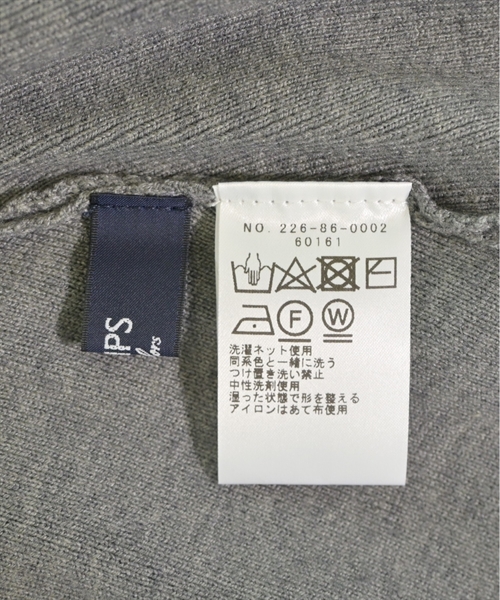 NO. 226-86-0002
60161
F W
洗濯ネット使用
同系色と一緒に洗う
つけ置き洗い禁止
中性洗剤使用
湿った状態で形を整える
アイロンはあて布使用
IPS
lors